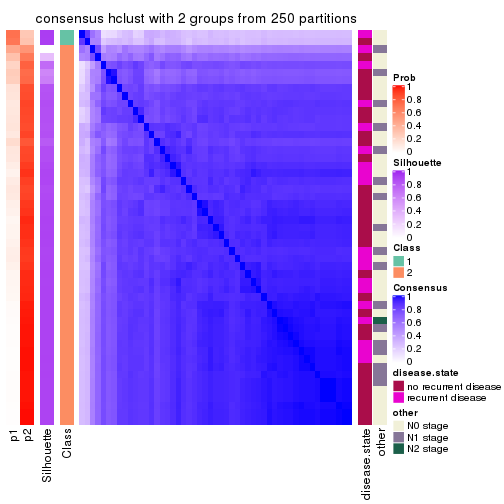 consensus hclust with 2 groups from 250 partitions
p1
p2
Silhouette
Class
disease.state
other
Prob
1
0.8
0.6
0.4
0.2
0
Silhouette
1
0.8
0.6
0.4
0.2
0
Class
1
2
Consensus
1
0.8
0.6
0.4
0.2
0
disease.state
no recurrent disease
recurrent disease
other
N0 stage
N1 stage
N2 stage